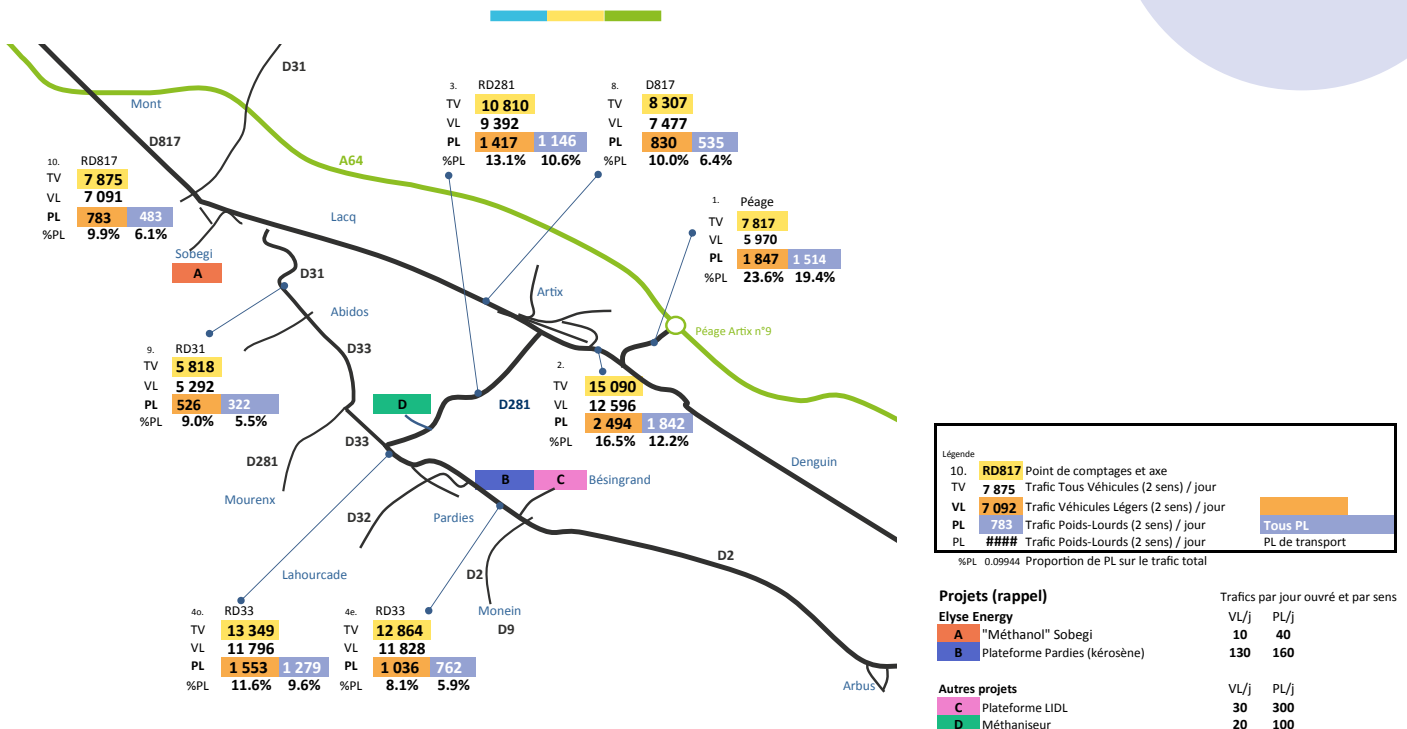 D31
Mont
D817
A64
10. RD817
TV 7 875
VL 7 091
PL 783 483
%PL 9.9% 6.1%
3. RD281
TV 10 810
VL 9 392
PL 1 417 1 146
%PL 13.1% 10.6%
8. D817
TV 8 307
VL 7 477
PL 830 535
%PL 10.0% 6.4%
1. Péage
TV 7 817
VL 5 970
PL 1 847 1 514
%PL 23.6% 19.4%
Lacq
Sobegi
A
D31
Abidos
Artix
Péage Artix n°9
D33
9. RD31
TV 5 818
VL 5 292
PL 526 322
%PL 9.0% 5.5%
2.
TV 15 090
VL 12 596
PL 2 494 1 842
%PL 16.5% 12.2%
D
D281
D33
D281
Mourenx
B C Bésingrand
Denguin
D32
Pardies
Lahourcade
D2
D2
Monein
D9
Arbus
4o. RD33
TV 13 349
VL 11 796
PL 1 553 1 279
%PL 11.6% 9.6%
4e. RD33
TV 12 864
VL 11 828
PL 1 036 762
%PL 8.1% 5.9%
Légende
10. RD817 Point de comptages et axe
TV 7 875 Trafic Tous Véhicules (2 sens) / jour
VL 7 092 Trafic Véhicules Légers (2 sens) / jour
PL 783 Trafic Poids-Lourds (2 sens) / jour Tous PL
PL #### Trafic Poids-Lourds (2 sens) / jour PL de transport
%PL 0.09944 Proportion de PL sur le trafic total
Projets (rappel) Trafics par jour ouvré et par sens
Elyse Energy VL/j PL/j
A "Méthanol" Sobegi 10 40
B Plateforme Pardies (kérosène) 130 160
Autres projets VL/j PL/j
C Plateforme LIDL 30 300
D Méthaniseur 20 100